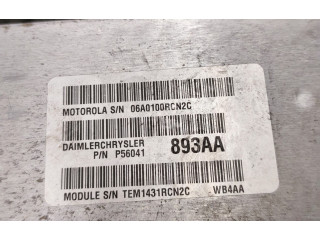 MOTOROLA S/N 06A0100RCN2C
DAIMLERCHRYSLER 893AA
P/N P56041
MODULE S/N TEM1431RCN2C WB4AA